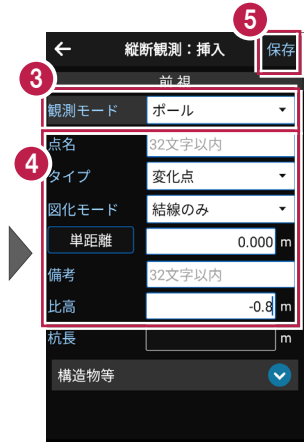 5
縦断観測：挿入 保存
3
前視
観測モード ポール
4
点名 32文字以内
タイプ 変化点
図化モード 結線のみ
単距離 0.000 m
備考 32文字以内
比高 -0.8 m
杭長 m
構造物等